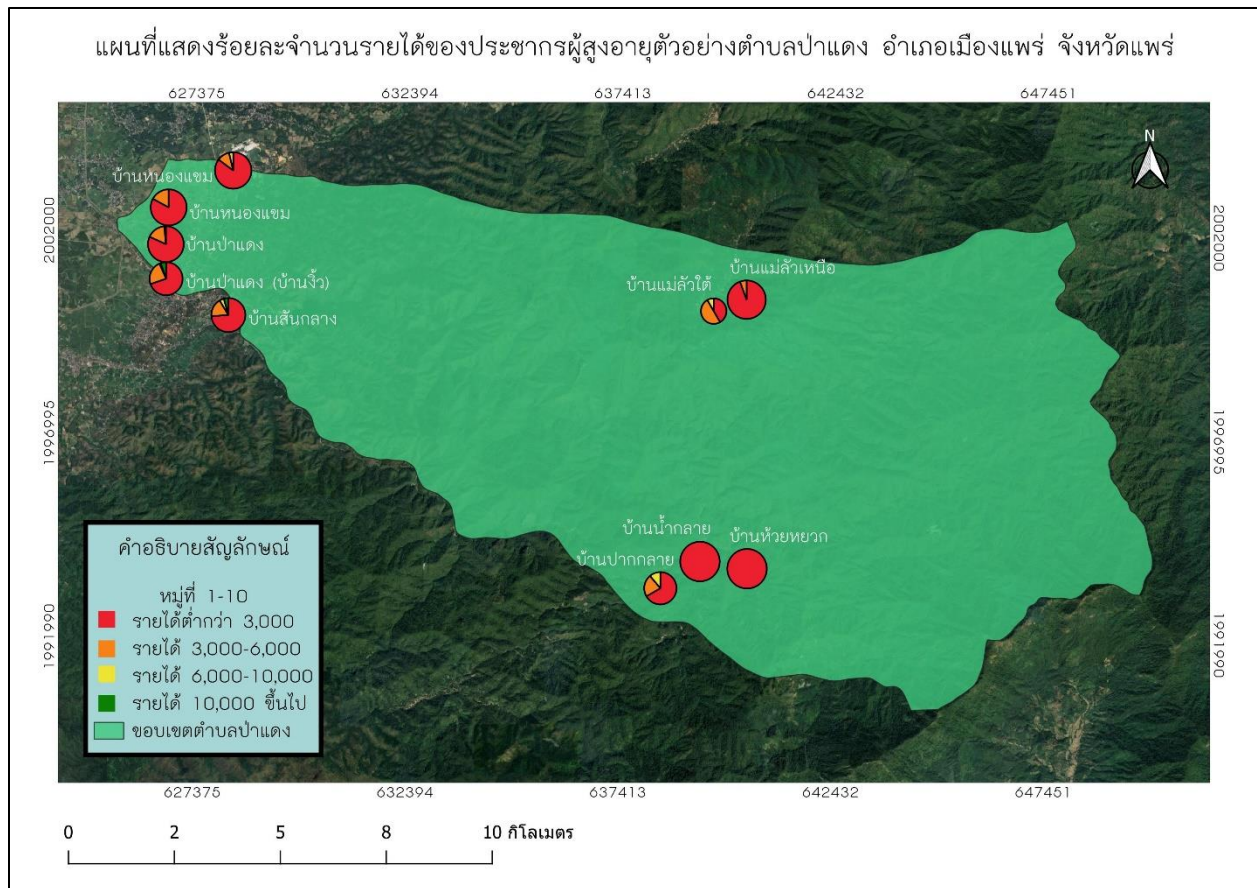 แผนที่แสดงร้อยละจำนวนรายได้ของประชากรผู้สูงอายุตัวอย่างตำบลป่าแดง อำเภอเมืองแพร่ จังหวัดแพร่
627375 632394 637413 642432 647451
N
บ้านหนองแขม
บ้านหนองแขม
2002000
2002000
บ้านป่าแดง
บ้านแม่ลัวเหนือ
บ้านป่าแดง (บ้านงิ้ว)
บ้านแม่ลัวใต้
บ้านสันกลาง
1996995
1996995
บ้านน้ำกลาย
บ้านห้วยหยวก
บ้านปากกลาย
คำอธิบายสัญลักษณ์
หมู่ที่ 1-10
รายได้ต่ำกว่า 3,000
รายได้ 3,000-6,000
รายได้ 6,000-10,000
รายได้ 10,000 ขึ้นไป
ขอบเขตตำบลป่าแดง
1991990
1991990
627375 632394 637413 642432 647451
0 2 5 8 10 กิโลเมตร